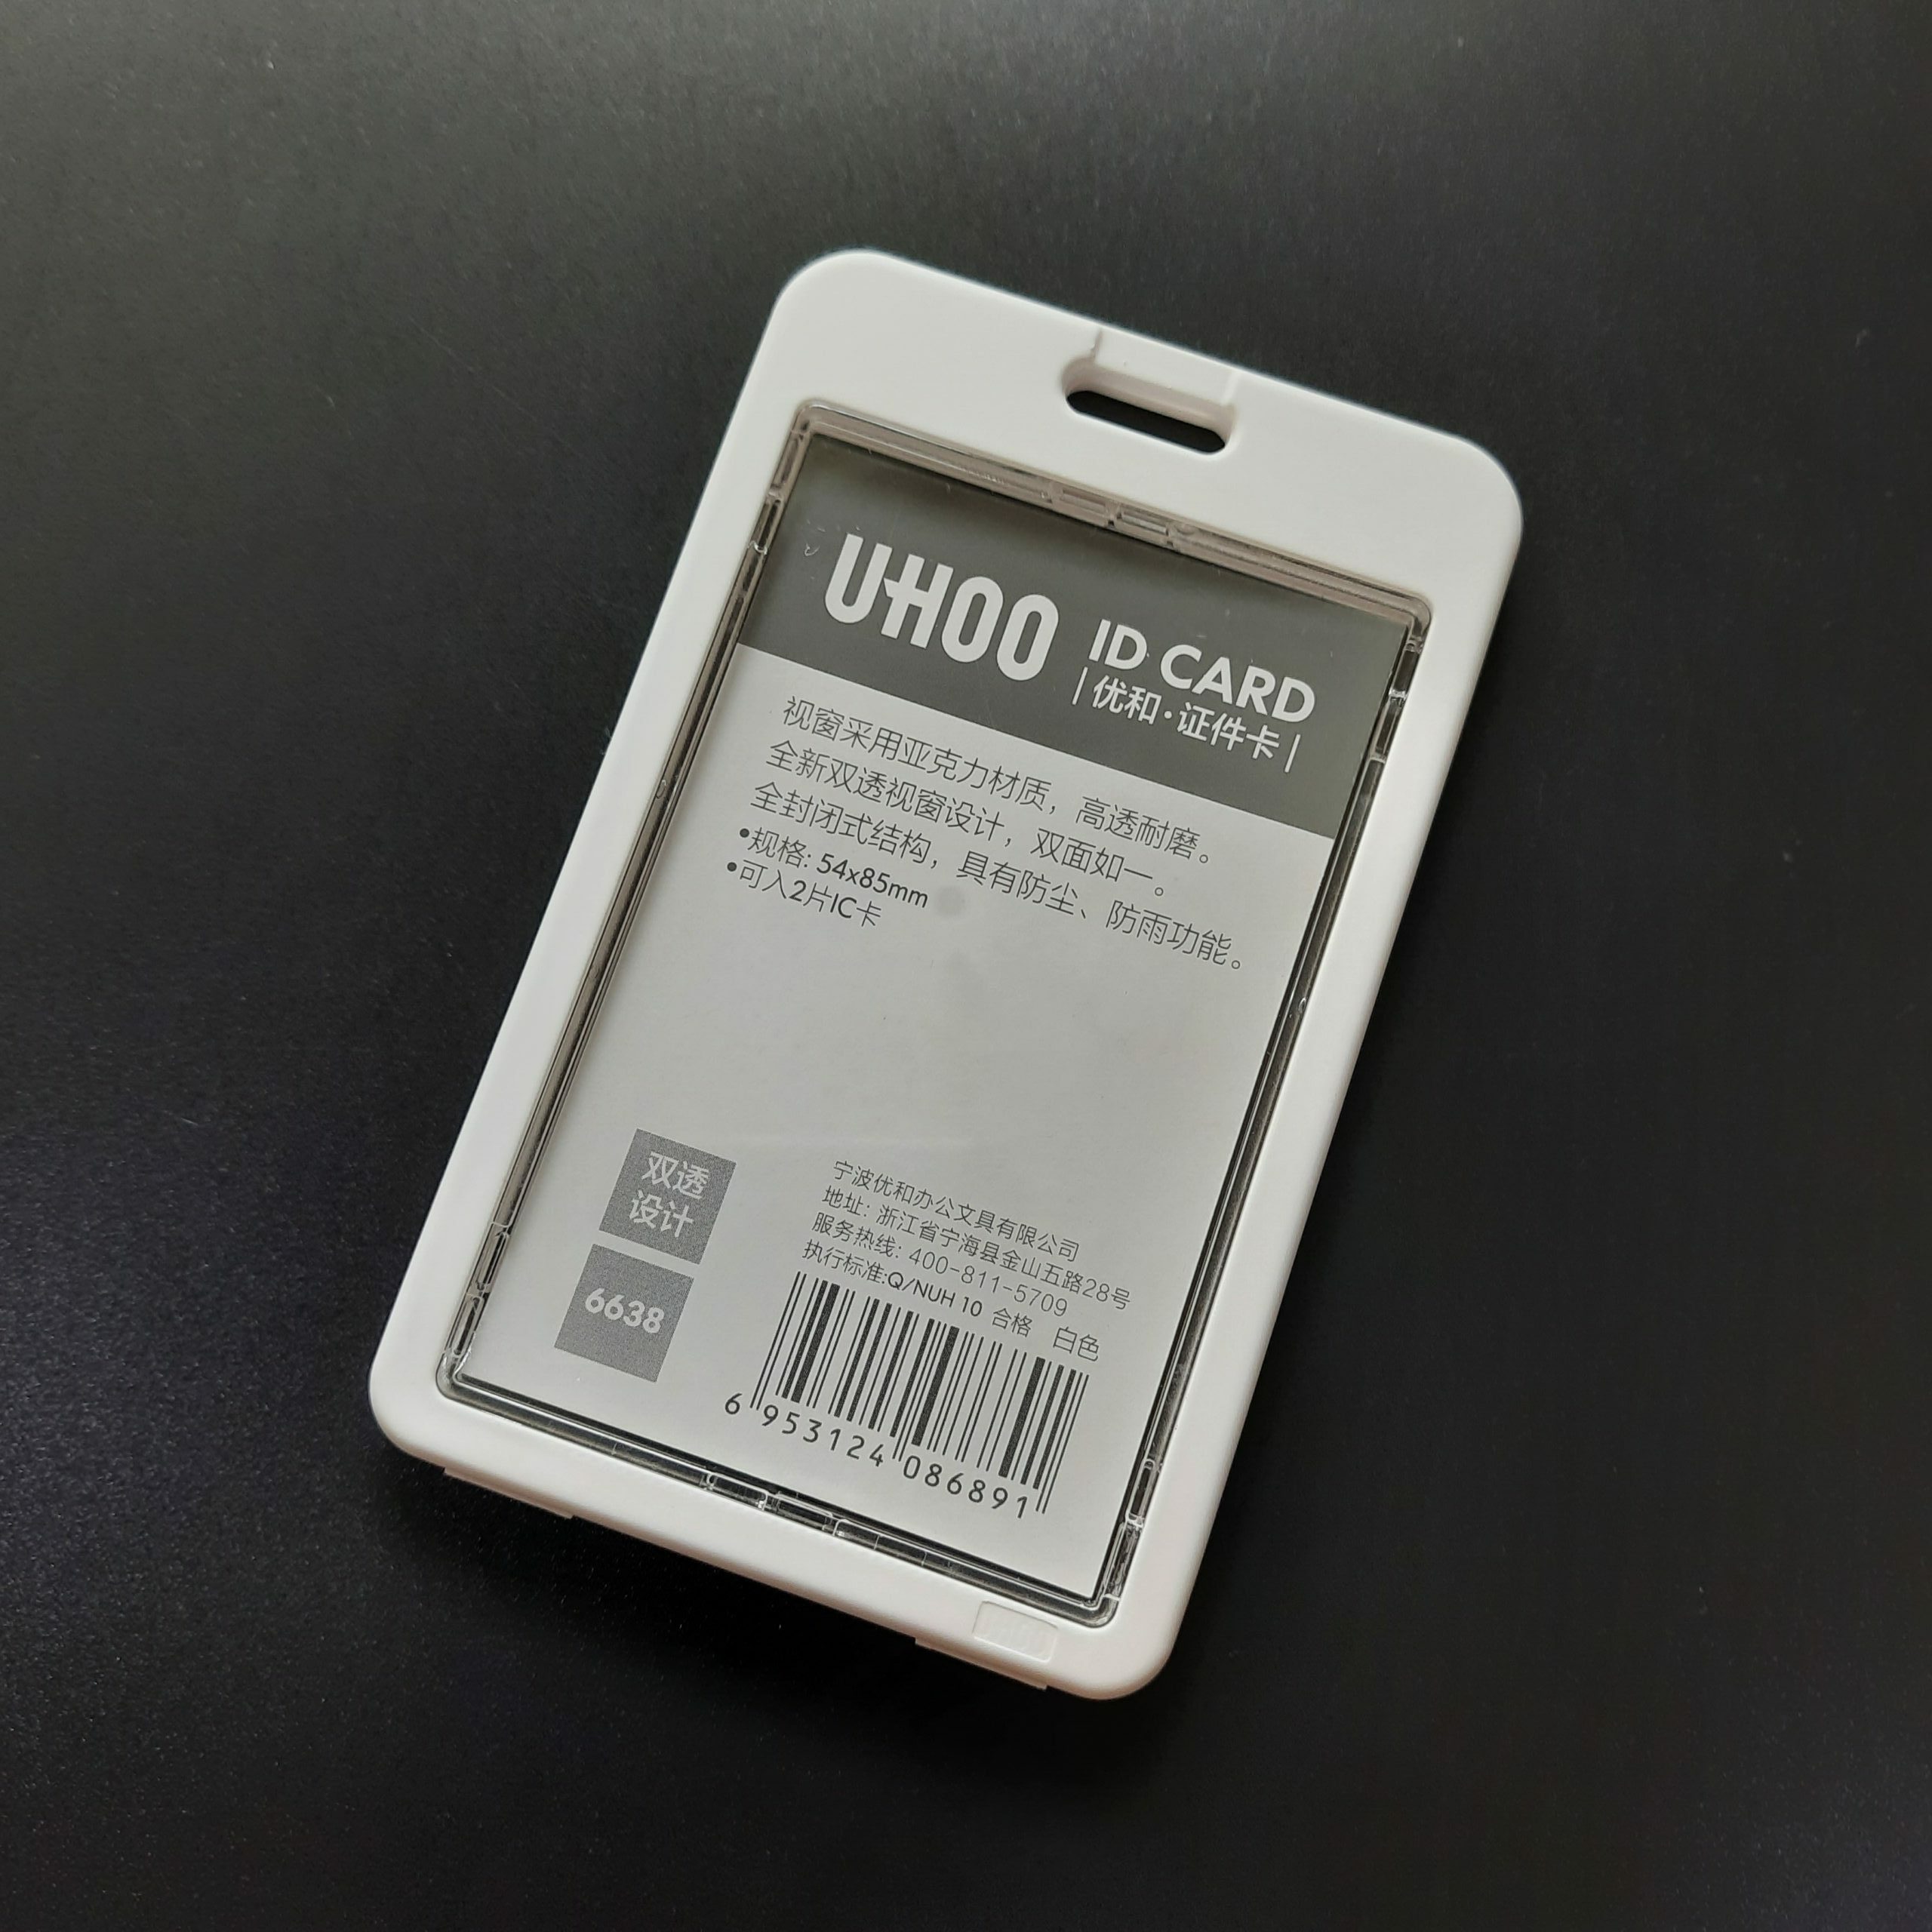 UHOO
ID CARD
|优和·证件卡|
视窗采用亚克力材质，高透耐磨。
全新双透视窗设计，双面如一。
全封闭式结构，具有防尘、防雨功能。
•规格: 54x85mm
•可入2片IC卡
双透
设计
6638
宁波优和办公文具有限公司
地址: 浙江省宁海县金山五路28号
服务热线: 400-811-5709
执行标准:Q/NUH 10 合格 白色
6 953124 086891